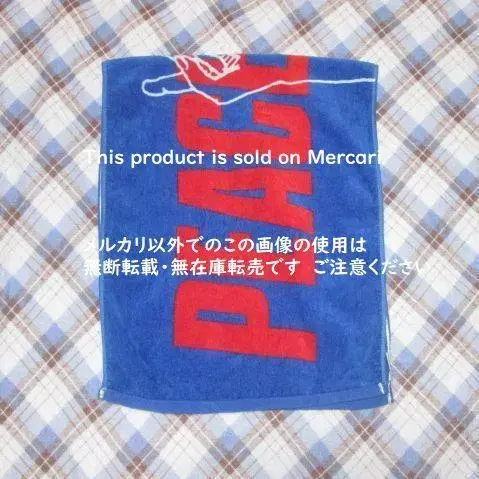 PEACE
This product is sold on Mercari
メルカリ以外でのこの画像の使用は
無断転載・無在庫転売です ご注意ください